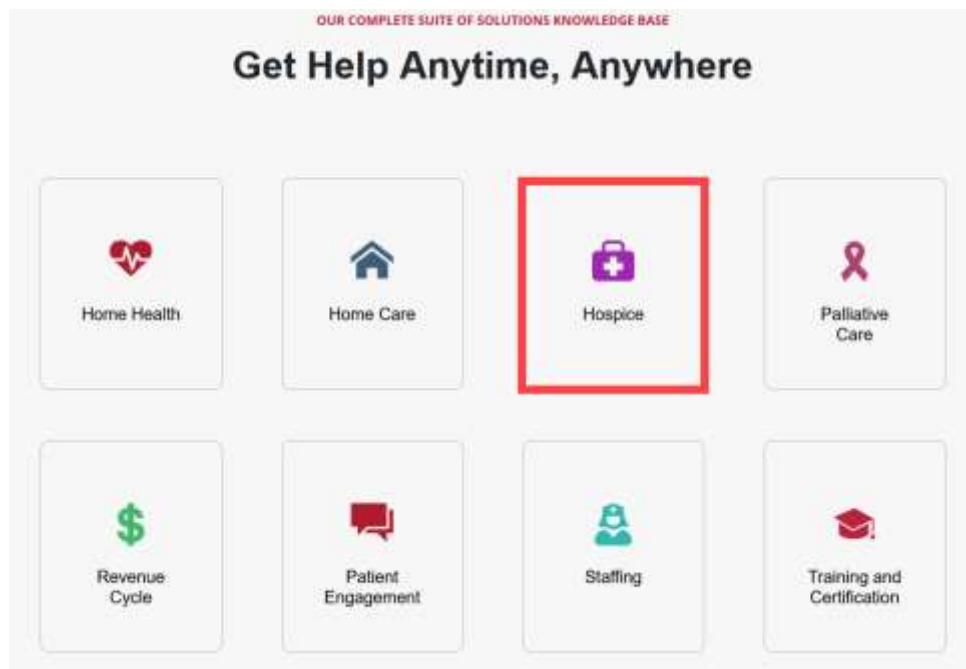 OUR COMPLETE SUITE OF SOLUTIONS KNOWLEDGE BASE
Get Help Anytime, Anywhere
Home Health
Home Care
Hospice
Palliative
Care
Revenue
Cycle
Patient
Engagement
Staffing
Training and
Certification